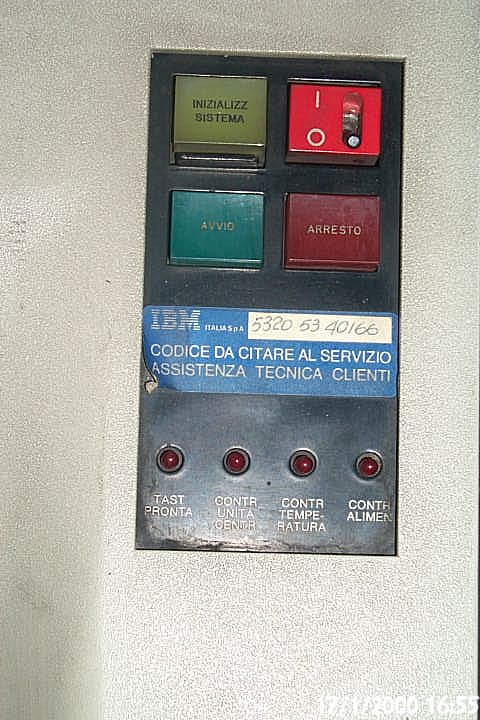 INIZIALIZZ
SISTEMA
AVVIO
ARRESTO
IBM ITALIA S p A 5320 53 40166
CODICE DA CITARE AL SERVIZIO
ASSISTENZA TECNICA CLIENTI
TAST
PRONTA
CONTR
UNITA
CENTR
CONTR
TEMPE-
RATURA
CONTR
ALIMEN
17/1/2000 16:55